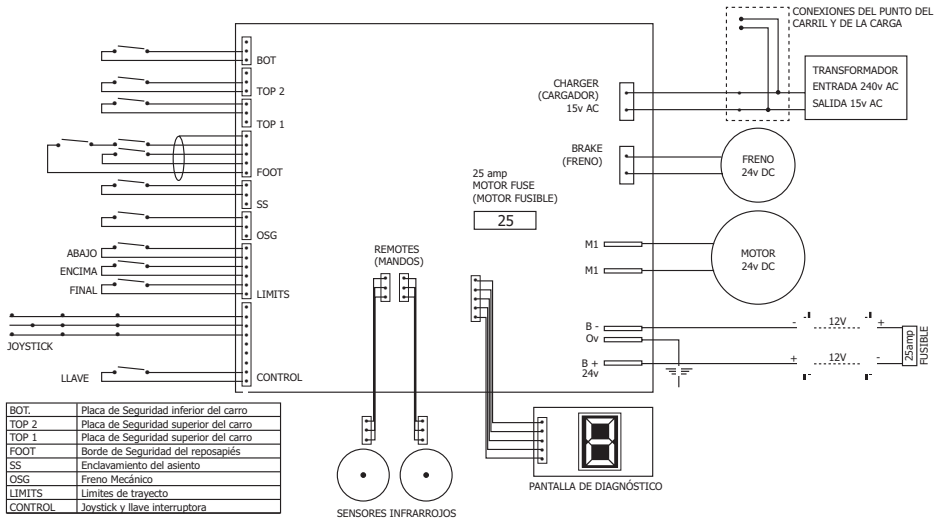 CONEXIONES DEL PUNTO DEL
CARRIL Y DE LA CARGA
BOT
TOP 2
TOP 1
FOOT
SS
OSG
ABAJO
ENCIMA
FINAL
LIMITS
JOYSTICK
LLAVE
CONTROL
CHARGER
(CARGADOR)
15v AC
TRANSFORMADOR
ENTRADA 240v AC
SALIDA 15v AC
BRAKE
(FRENO)
FRENO
24v DC
25 amp
MOTOR FUSE
(MOTOR FUSIBLE)
25
REMOTES
(MANDOS)
M1
M1
MOTOR
24v DC
B -
Ov
B +
24v
- 12V +
+ 12V -
25amp
FUSIBLE
BOT. Placa de Seguridad inferior del carro
TOP 2 Placa de Seguridad superior del carro
TOP 1 Placa de Seguridad superior del carro
FOOT Borde de Seguridad del reposapiés
SS Enclavamiento del asiento
OSG Freno Mecánico
LIMITS Limites de trayecto
CONTROL Joystick y llave interruptora
SENSORES INFRARROJOS
PANTALLA DE DIAGNÓSTICO